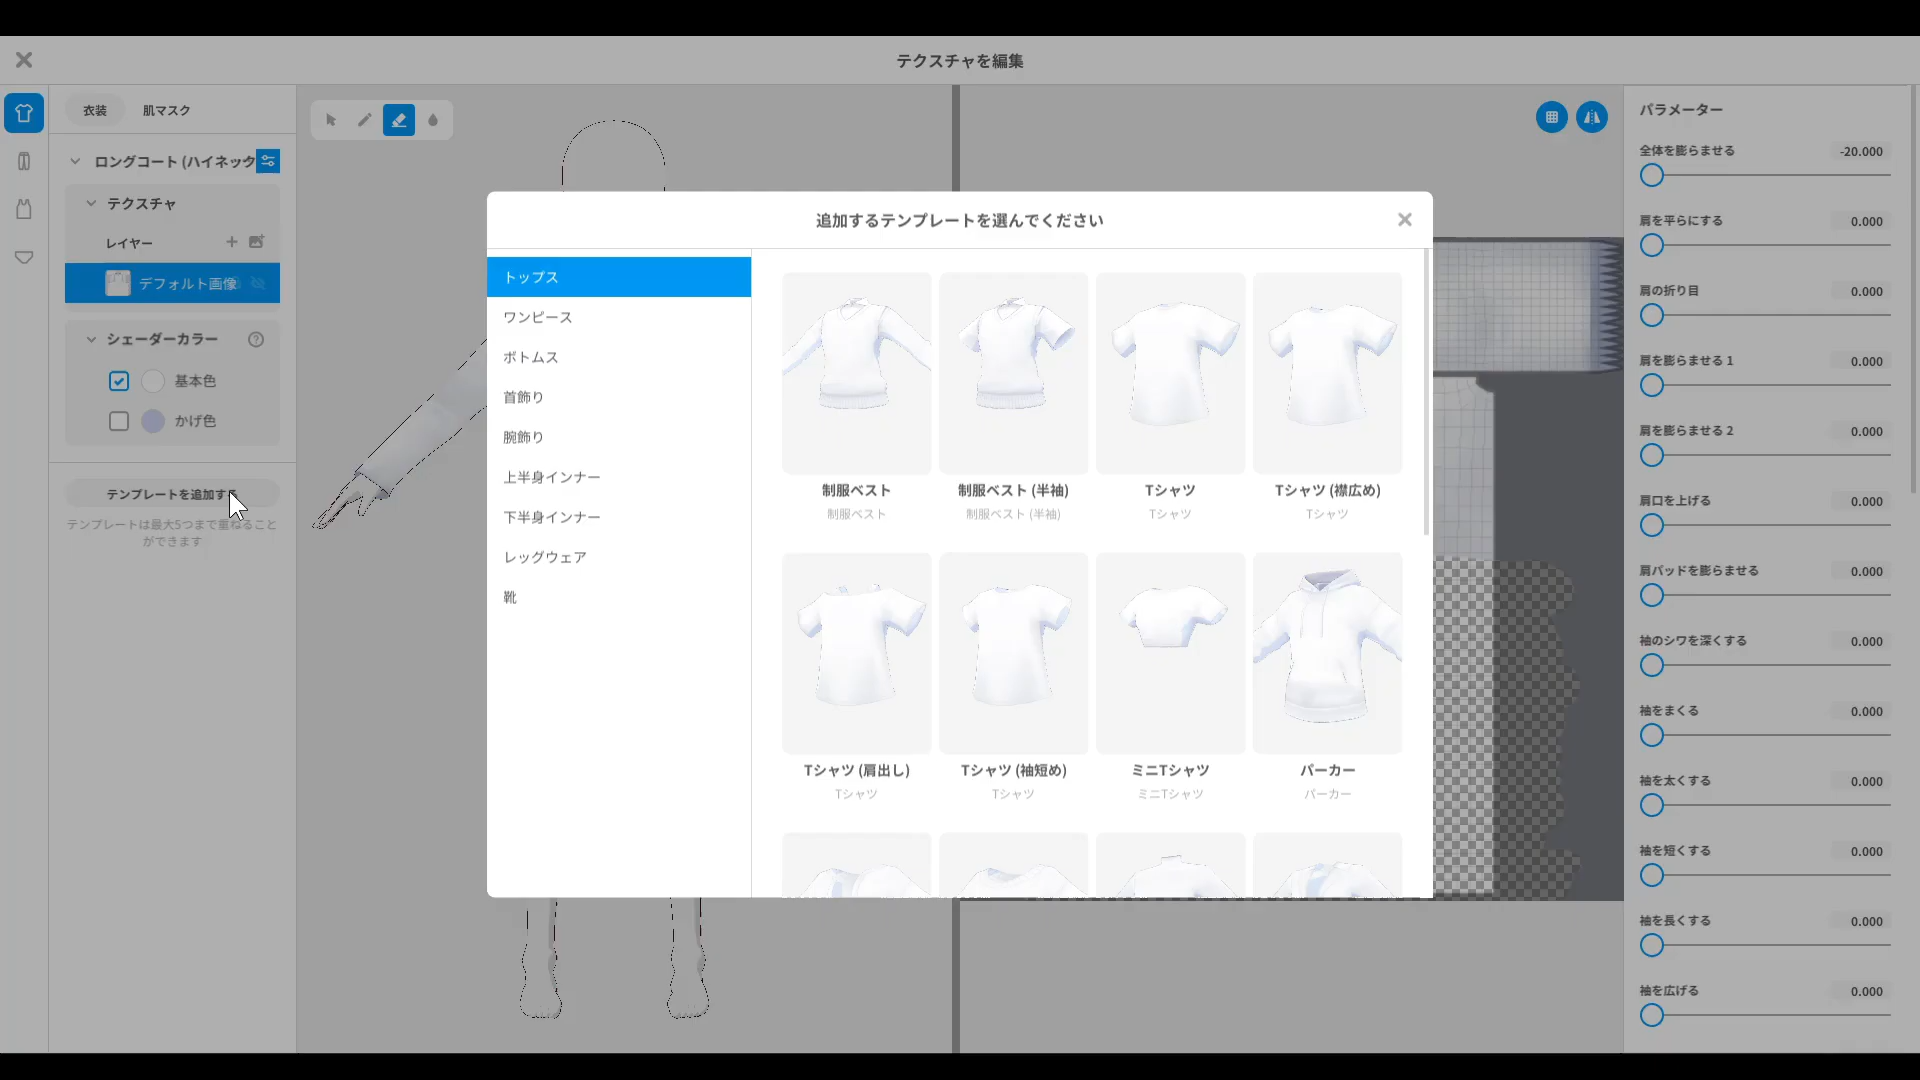 テクスチャを編集
衣装
肌マスク
ロングコート (ハイネック
テクスチャ
レイヤー
デフォルト画像
シェーダーカラー
基本色
かげ色
テンプレートを追加す
テンプレートは最大5つまで重ねること
ができます
追加するテンプレートを選んでください
トップス
ワンピース
ボトムス
首飾り
腕飾り
上半身インナー
下半身インナー
レッグウェア
靴
制服ベスト
制服ベスト
制服ベスト (半袖)
制服ベスト (半袖)
Tシャツ
Tシャツ
Tシャツ (襟広め)
Tシャツ
Tシャツ (肩出し)
Tシャツ
Tシャツ (袖短め)
Tシャツ
ミニTシャツ
ミニTシャツ
パーカー
パーカー
パラメーター
全体を膨らませる -20.000
肩を平らにする 0.000
肩の折り目 0.000
肩を膨らませる 1 0.000
肩を膨らませる 2 0.000
肩口を上げる 0.000
肩パッドを膨らませる 0.000
袖のシワを深くする 0.000
袖をまくる 0.000
袖を太くする 0.000
袖を短くする 0.000
袖を長くする 0.000
袖を広げる 0.000